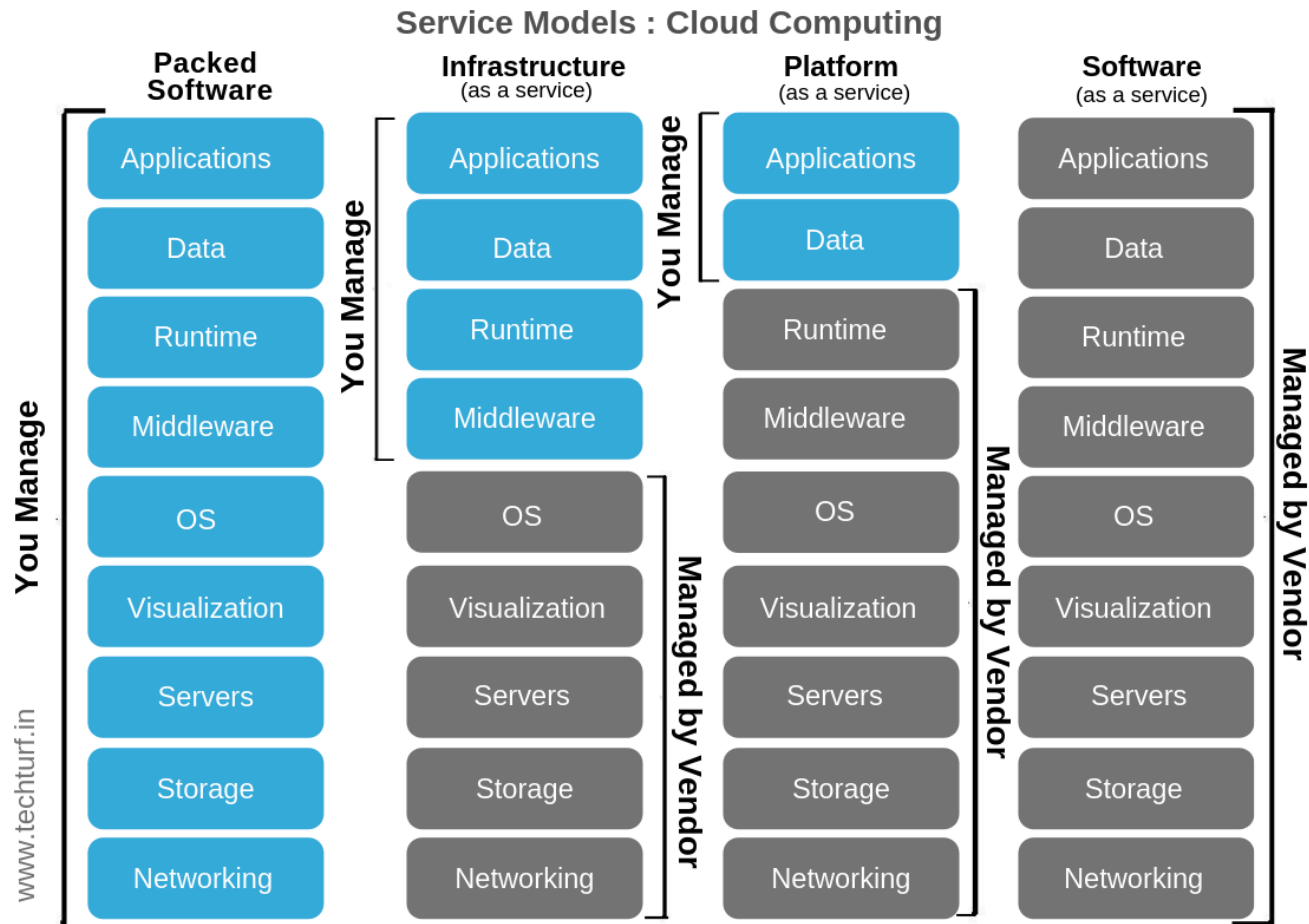 Service Models : Cloud Computing
Packed
Software
You Manage
Applications
Data
Runtime
Middleware
OS
Visualization
Servers
Storage
Networking
www.techturf.in
Infrastructure
(as a service)
You Manage
Applications
Data
Runtime
Middleware
OS
Visualization
Servers
Storage
Networking
Managed by Vendor
Platform
(as a service)
You Manage
Applications
Data
Runtime
Middleware
OS
Visualization
Servers
Storage
Networking
Managed by Vendor
Software
(as a service)
Applications
Data
Runtime
Middleware
OS
Visualization
Servers
Storage
Networking
Managed by Vendor